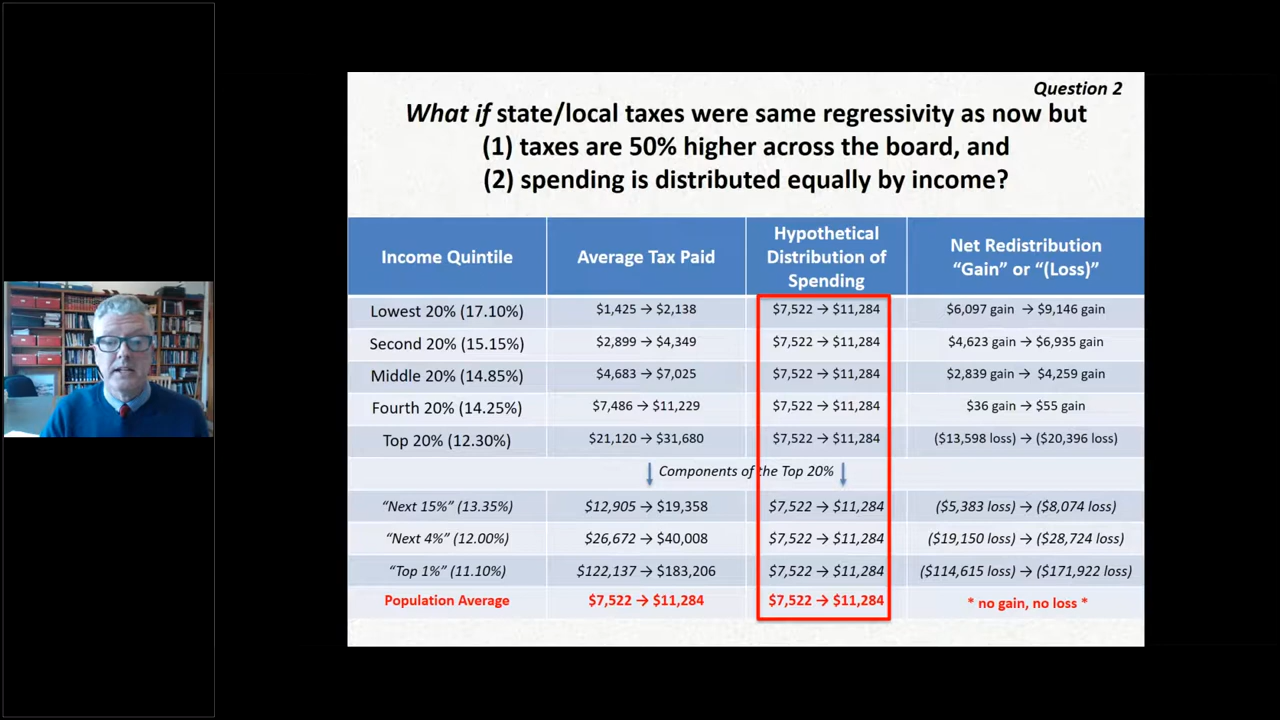 Question 2
What if state/local taxes were same regressivity as now but
(1) taxes are 50% higher across the board, and
(2) spending is distributed equally by income?
Income Quintile
Average Tax Paid
Hypothetical
Distribution of
Spending
Net Redistribution
“Gain” or “(Loss)”
Lowest 20% (17.10%) $1,425 → $2,138 $7,522 → $11,284 $6,097 gain → $9,146 gain
Second 20% (15.15%) $2,899 → $4,349 $7,522 → $11,284 $4,623 gain → $6,935 gain
Middle 20% (14.85%) $4,683 → $7,025 $7,522 → $11,284 $2,839 gain → $4,259 gain
Fourth 20% (14.25%) $7,486 → $11,229 $7,522 → $11,284 $36 gain → $55 gain
Top 20% (12.30%) $21,120 → $31,680 $7,522 → $11,284 ($13,598 loss) → ($20,396 loss)
Components of the Top 20%
“Next 15%” (13.35%) $12,905 → $19,358 $7,522 → $11,284 ($5,383 loss) → ($8,074 loss)
“Next 4%” (12.00%) $26,672 → $40,008 $7,522 → $11,284 ($19,150 loss) → ($28,724 loss)
“Top 1%” (11.10%) $122,137 → $183,206 $7,522 → $11,284 ($114,615 loss) → ($171,922 loss)
Population Average $7,522 → $11,284 $7,522 → $11,284 * no gain, no loss *